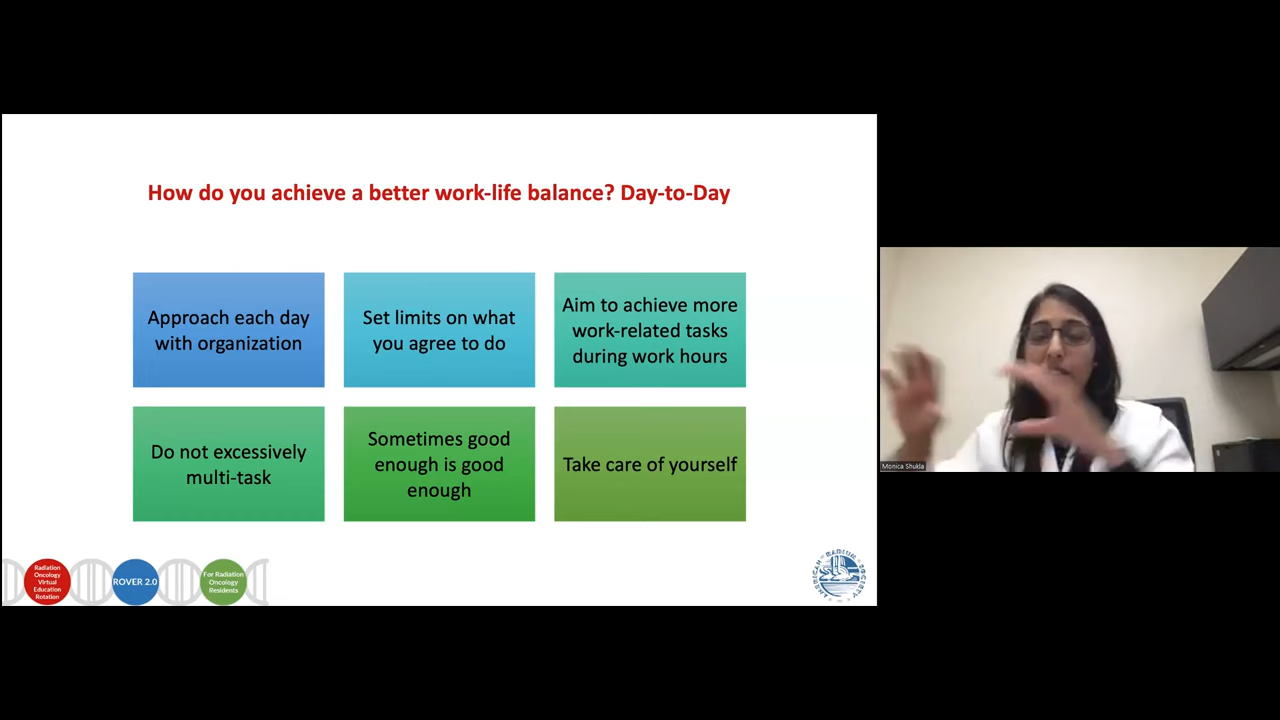 How do you achieve a better work-life balance? Day-to-Day
Approach each day
with organization
Set limits on what
you agree to do
Aim to achieve more
work-related tasks
during work hours
Do not excessively
multi-task
Sometimes good
enough is good
enough
Take care of yourself
Radiation
Oncology
Virtual
Education
Rotation
ROVER 2.0
For Radiation
Oncology
Residents
AMERICAN RADIUM SOCIETY
Monica Shukla